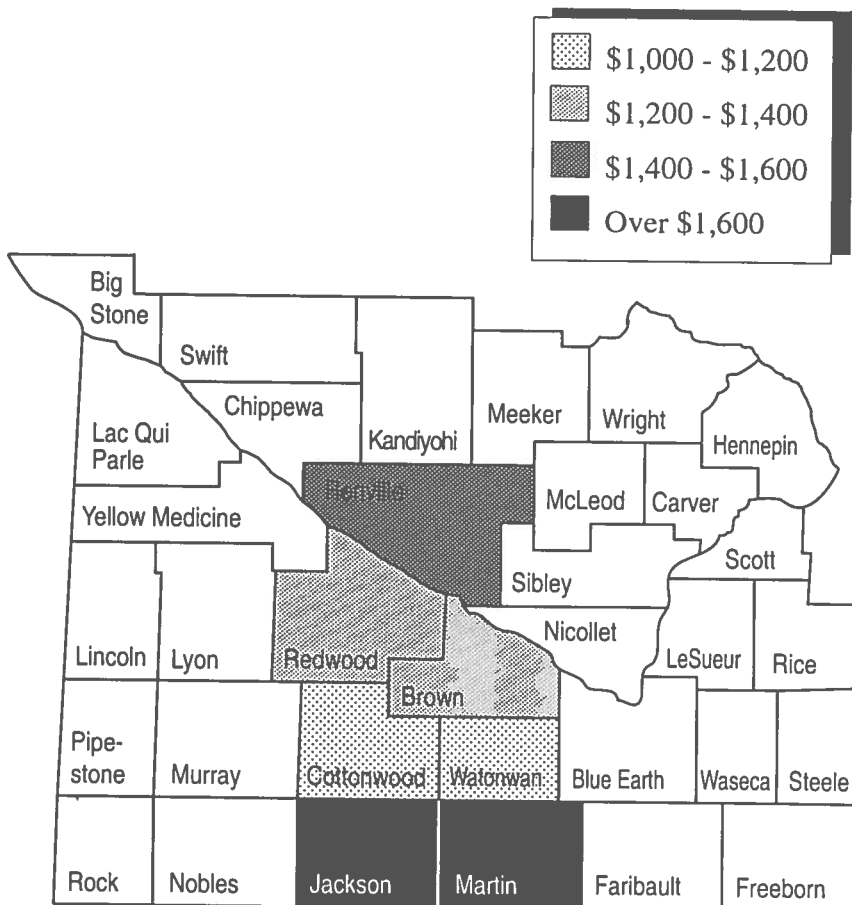 $1,000 - $1,200
$1,200 - $1,400
$1,400 - $1,600
Over $1,600
Big
Stone
Swift
Chippewa
Kandiyohi
Meeker
Wright
Hennepin
Lac Qui
Parle
Renville
McLeod
Carver
Yellow Medicine
Scott
Sibley
Nicollet
Lincoln
Lyon
Redwood
LeSueur
Rice
Brown
Pipe-
stone
Murray
Cottonwood
Watonwan
Blue Earth
Waseca
Steele
Rock
Nobles
Jackson
Martin
Faribault
Freeborn